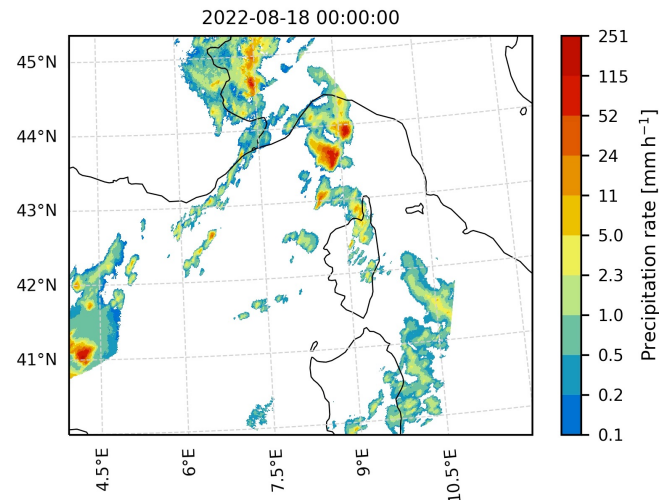 2022-08-18 00:00:00
45°N
44°N
43°N
42°N
41°N
4.5°E
6°E
7.5°E
9°E
10.5°E
251
115
52
24
11
5.0
2.3
1.0
0.5
0.2
0.1
Precipitation rate [mm h⁻¹]